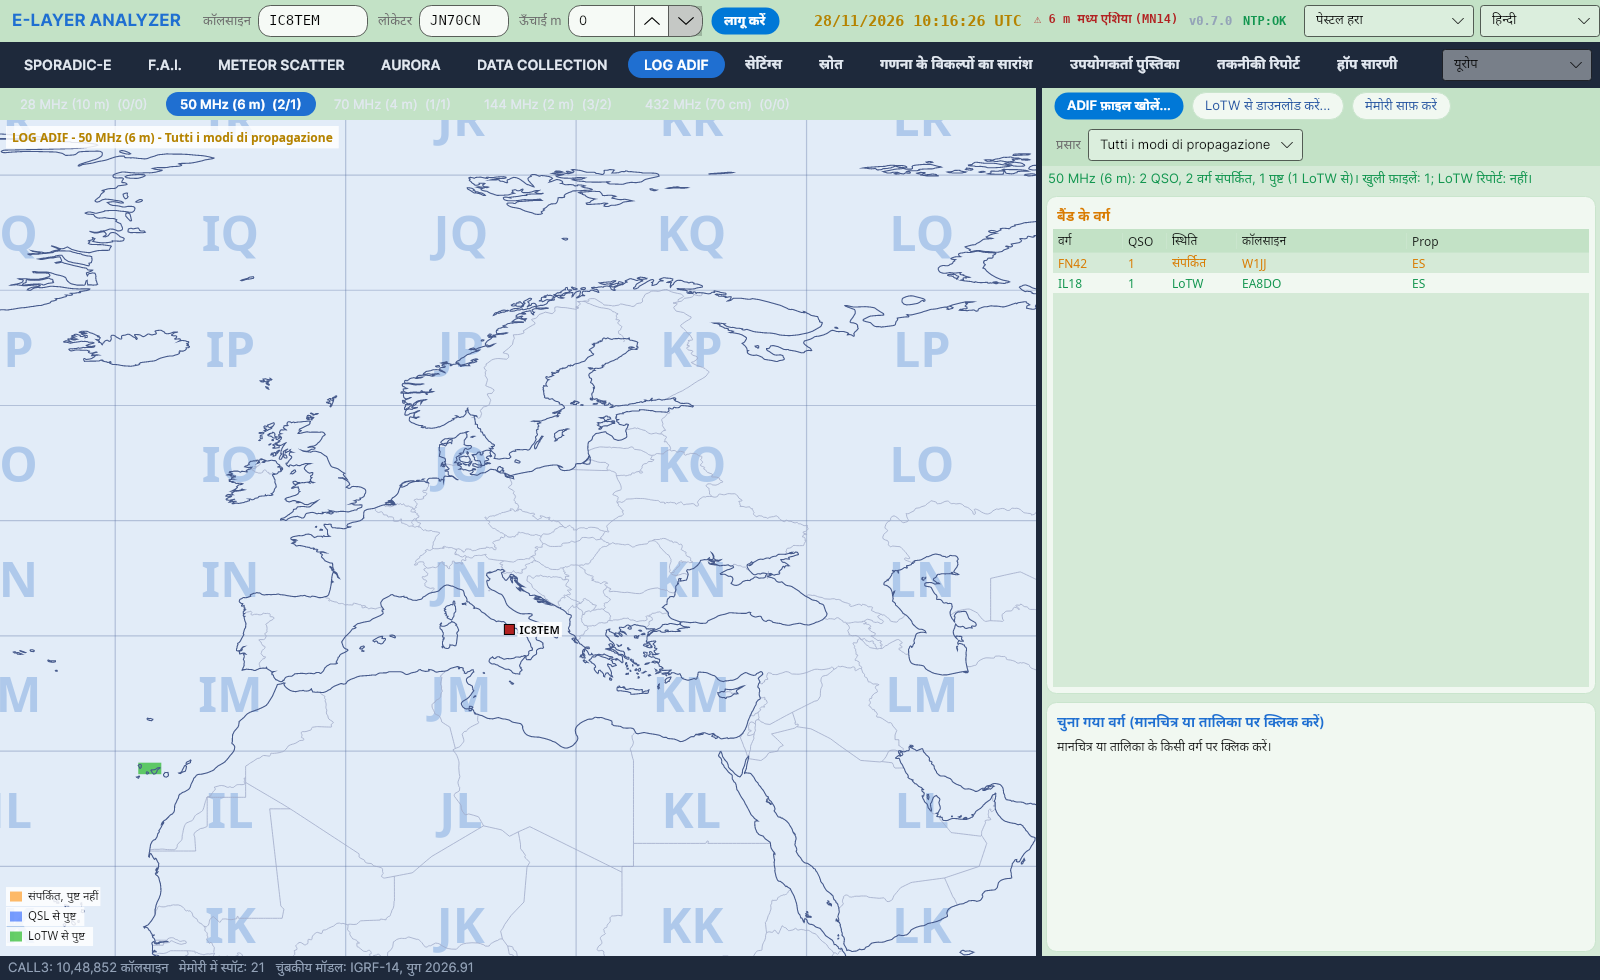 E-LAYER ANALYZER कॉलसाइन IC8TEM लोकेटर JN70CN ऊँचाई m 0 लागू करें 28/11/2026 10:16:26 UTC ⚠ 6 m मध्य एशिया (MN14) v0.7.0 NTP:OK पेस्टल हरा हिन्दी
SPORADIC-E F.A.I. METEOR SCATTER AURORA DATA COLLECTION LOG ADIF सेटिंग्स स्रोत गणना के विकल्पों का सारांश उपयोगकर्ता पुस्तिका तकनीकी रिपोर्ट हॉप सारणी यूरोप
28 MHz (10 m) (0/0) 50 MHz (6 m) (2/1) 70 MHz (4 m) (1/1) 144 MHz (2 m) (3/2) 432 MHz (70 cm) (0/0)
LOG ADIF - 50 MHz (6 m) - Tutti i modi di propagazione
JR KR LR
Q IQ JQ KQ LQ
P IP JP KP LP
O IO JO KO LO
N IN JN KN LN
IC8TEM
M IM JM KM LM
IL IL JL KL LL
IK JK KK LK
संपर्कित, पुष्ट नहीं
QSL से पुष्ट
LoTW से पुष्ट
ADIF फ़ाइल खोलें... LoTW से डाउनलोड करें... मेमोरी साफ़ करें
प्रसार Tutti i modi di propagazione
50 MHz (6 m): 2 QSO, 2 वर्ग संपर्कित, 1 पुष्ट (1 LoTW से)। खुली फ़ाइलें: 1; LoTW रिपोर्ट: नहीं।
बैंड के वर्ग
वर्ग QSO स्थिति कॉलसाइन Prop
FN42 1 संपर्कित W1JJ ES
IL18 1 LoTW EA8DO ES
चुना गया वर्ग (मानचित्र या तालिका पर क्लिक करें)
मानचित्र या तालिका के किसी वर्ग पर क्लिक करें।
CALL3: 10,48,852 कॉलसाइन मेमोरी में स्पॉट: 21 चुंबकीय मॉडल: IGRF-14, युग 2026.91